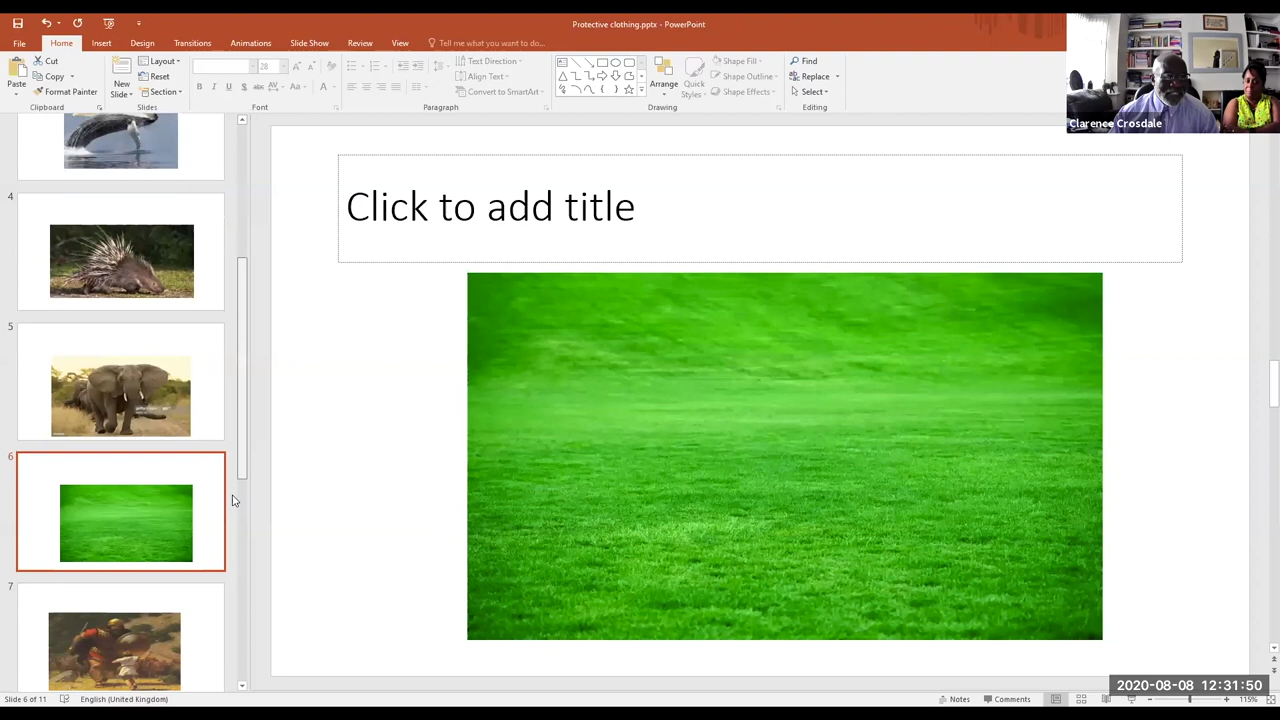 Protective clothing.pptx - PowerPoint
File Home Insert Design Transitions Animations Slide Show Review View Tell me what you want to do...
Paste
Cut
Copy
Format Painter
Clipboard
New
Slide
Layout
Reset
Section
Slides
28
B I U S abc AV Aa A
Font
Text Direction
Align Text
Convert to SmartArt
Paragraph
Arrange
Quick
Styles
Shape Fill
Shape Outline
Shape Effects
Drawing
Find
Replace
Select
Editing
Clarence Crosdale
4
5
6
7
Click to add title
2020-08-08 12:31:50
Slide 6 of 11 English (United Kingdom) Notes Comments 115%